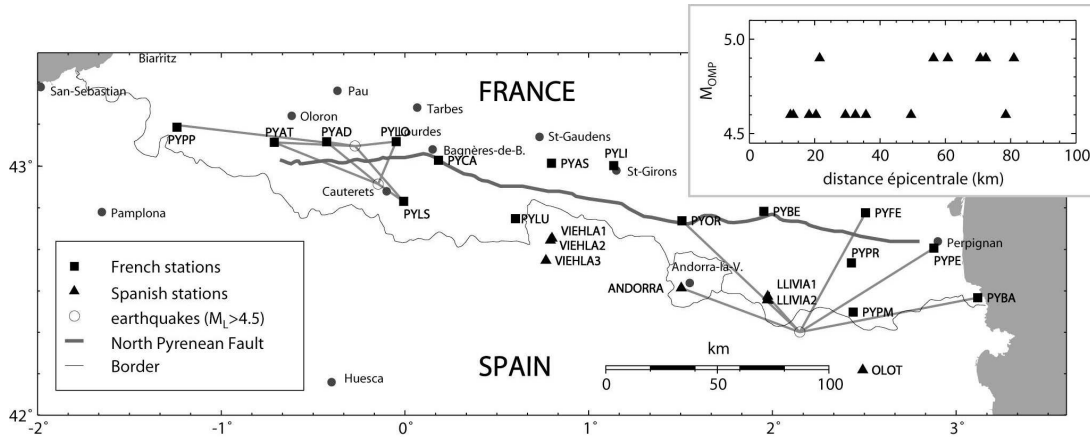 5.0
M_OMP
4.5
0 20 40 60 80 100
distance épicentrale (km)
Biarritz
San-Sebastian
Pau
FRANCE
Oloron
Tarbes
PYPP
PYAT
PYAD
PYLO
Lourdes
St-Gaudens
Bagnères-de-B.
PYLI
43°
PYCA
PYAS
St-Girons
Cauterets
PYLS
Pamplona
PYLU
PYOR
PYBE
PYFE
VIEHLA1
VIEHLA2
VIEHLA3
Perpignan
PYPE
PYPR
Andorra-la-V.
ANDORRA
LLIVIA1
LLIVIA2
PYBA
PYPM
French stations
Spanish stations
earthquakes (M_L>4.5)
North Pyrenean Fault
Border
km
0 50 100
SPAIN
Huesca
OLOT
42°
-2° -1° 0° 1° 2° 3°